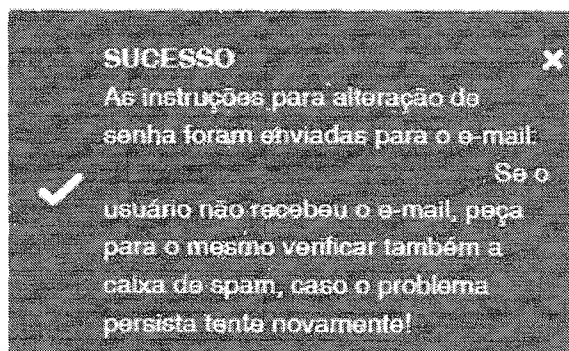 SUCESSO
As instruções para alteração de
senha foram enviadas para o e-mail:
Se o
usuário não recebeu o e-mail, peça
para o mesmo verificar também a
caixa de spam, caso o problema
persista tente novamente!